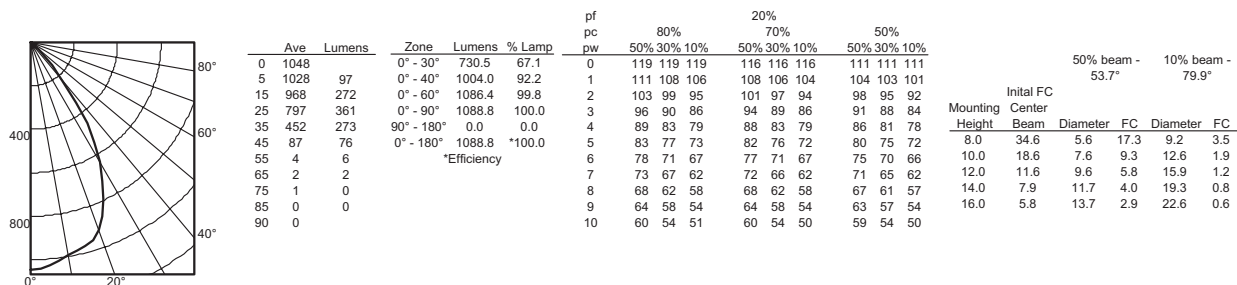 400
800
0°
20°
40°
60°
80°
Ave Lumens
0 1048
5 1028 97
15 968 272
25 797 361
35 452 273
45 87 76
55 4 6
65 2 2
75 1 0
85 0 0
90 0
Zone Lumens % Lamp
0° - 30° 730.5 67.1
0° - 40° 1004.0 92.2
0° - 60° 1086.4 99.8
0° - 90° 1088.8 100.0
90° - 180° 0.0 0.0
0° - 180° 1088.8 *100.0
*Efficiency
pf 20%
pc 80% 70% 50%
pw 50% 30% 10% 50% 30% 10% 50% 30% 10%
0 119 119 119 116 116 116 111 111 111
1 111 108 106 108 106 104 104 103 101
2 103 99 95 101 97 94 98 95 92
3 96 90 86 94 89 86 91 88 84
4 89 83 79 88 83 79 86 81 78
5 83 77 73 82 76 72 80 75 72
6 78 71 67 77 71 67 75 70 66
7 73 67 62 72 66 62 71 65 62
8 68 62 58 68 62 58 67 61 57
9 64 58 54 64 58 54 63 57 54
10 60 54 51 60 54 50 59 54 50
50% beam - 10% beam -
53.7° 79.9°
Inital FC
Mounting Center
Height Beam Diameter FC Diameter FC
8.0 34.6 5.6 17.3 9.2 3.5
10.0 18.6 7.6 9.3 12.6 1.9
12.0 11.6 9.6 5.8 15.9 1.2
14.0 7.9 11.7 4.0 19.3 0.8
16.0 5.8 13.7 2.9 22.6 0.6